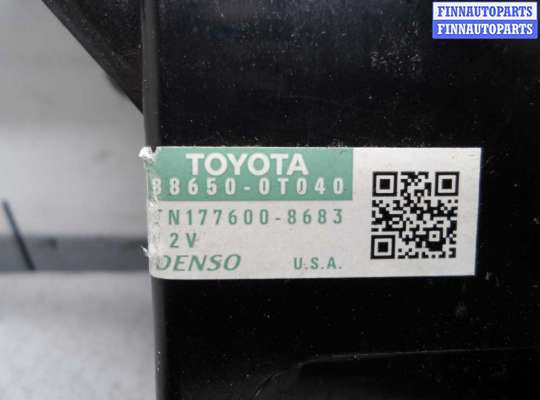 FINNAUTOPARTS
FINNAUTOPARTS
TOYOTA
88650-0T040
N177600-8683
2V
DENSO U.S.A.